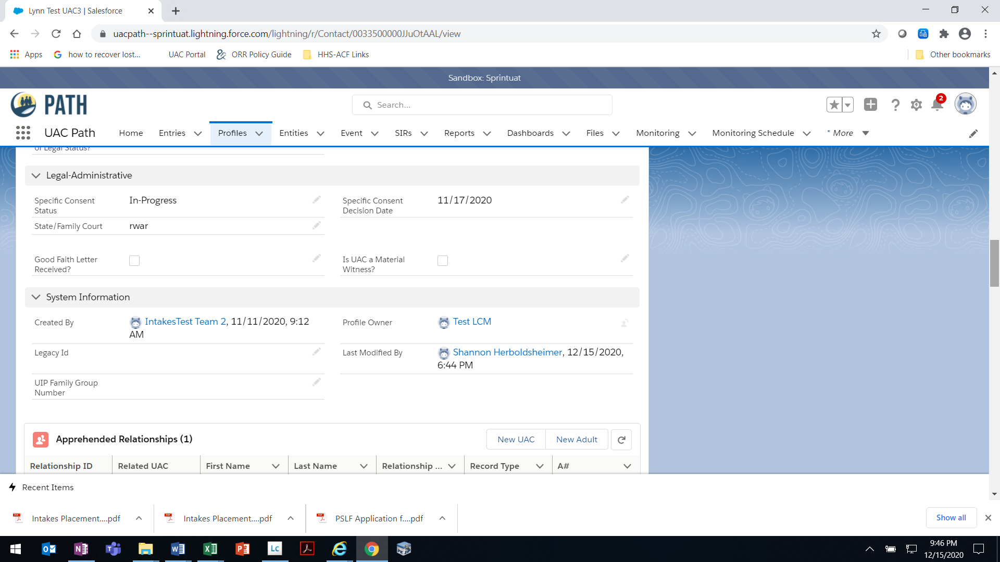 Lynn Test UAC3 | Salesforce
uacpath--sprintuat.lightning.force.com/lightning/r/Contact/0033500000JJuOtAAL/view
Apps
how to recover lost...
UAC Portal
ORR Policy Guide
HHS-ACF Links
Other bookmarks
Sandbox: Sprintuat
PATH
Search...
2
UAC Path
Home
Entries
Profiles
Entities
Event
SIRs
Reports
Dashboards
Files
Monitoring
Monitoring Schedule
* More
of Legal Status?
Legal-Administrative
Specific Consent
Status
In-Progress
Specific Consent
Decision Date
11/17/2020
State/Family Court
rwar
Good Faith Letter
Received?
Is UAC a Material
Witness?
System Information
Created By
IntakesTest Team 2, 11/11/2020, 9:12
AM
Profile Owner
Test LCM
Legacy Id
Last Modified By
Shannon Herboldsheimer, 12/15/2020,
6:44 PM
UIP Family Group
Number
Apprehended Relationships (1)
New UAC
New Adult
Relationship ID
Related UAC
First Name
Last Name
Relationship ...
Record Type
A#
Recent Items
Intakes Placement....pdf
Intakes Placement....pdf
PSLF Application f....pdf
Show all
Lc
9:46 PM
12/15/2020